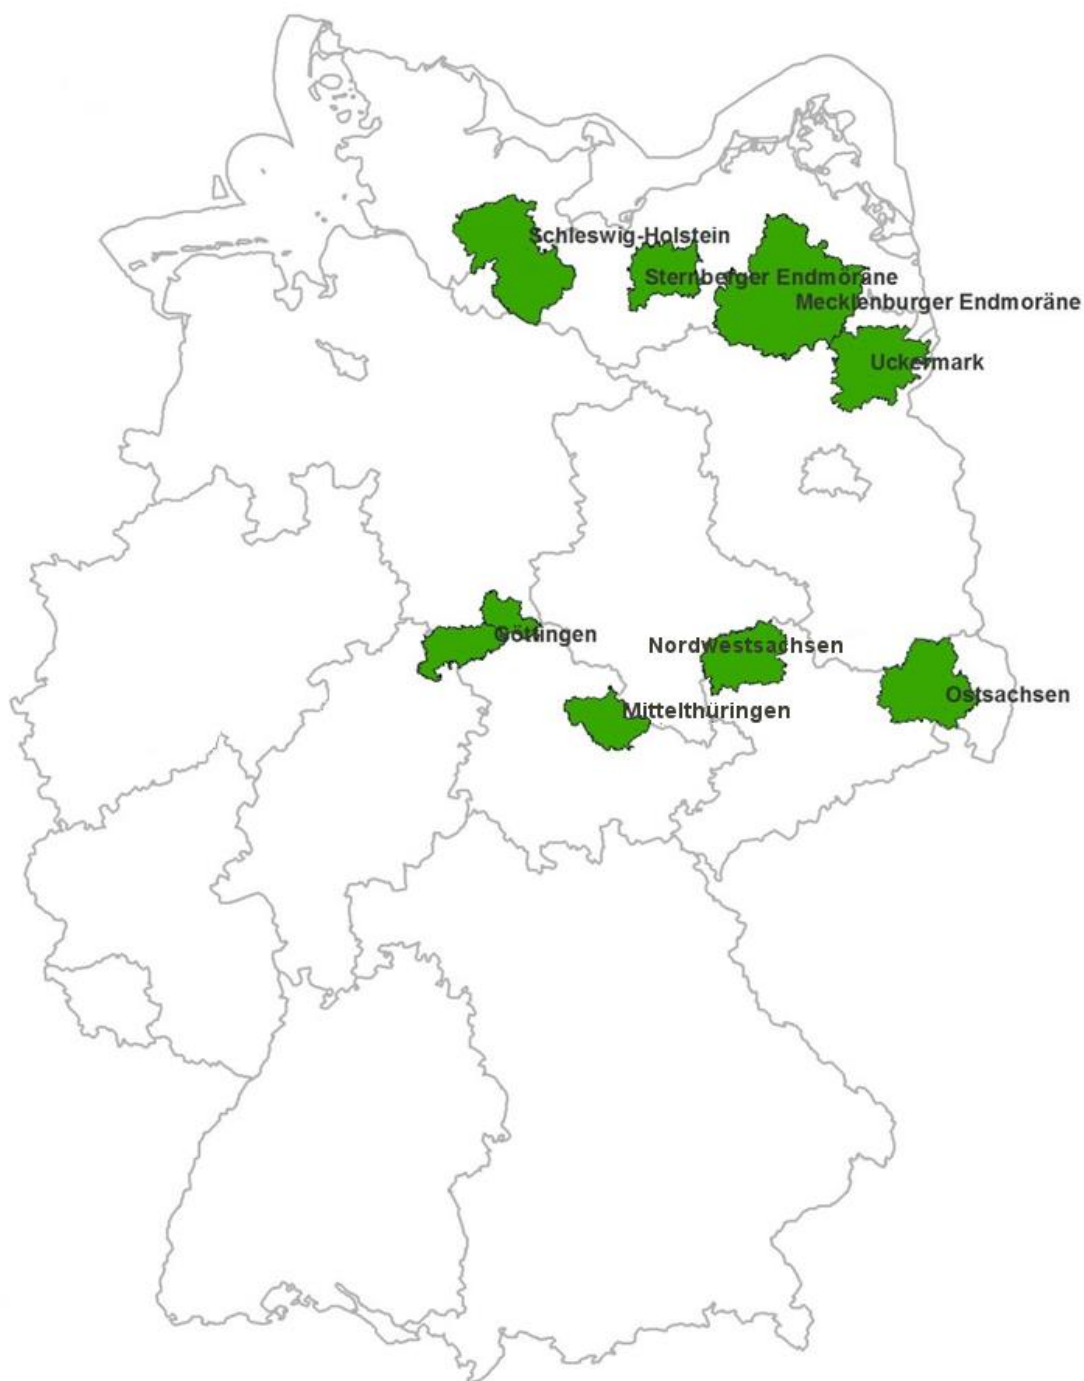 Schleswig-Holstein
Sternberger Endmoräne
Mecklenburger Endmoräne
Uckermark
Göttingen
Nordwestsachsen
Ostsachsen
Mittelthüringen